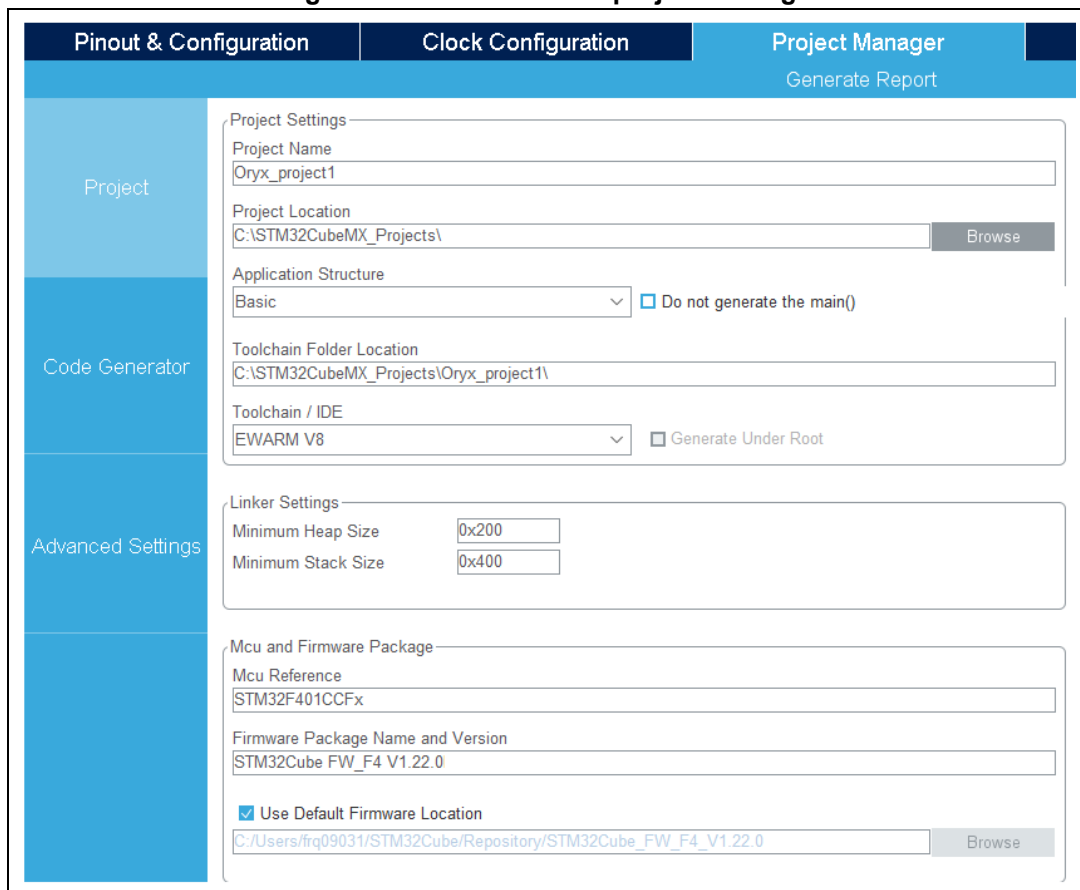 Pinout & Configuration
Clock Configuration
Project Manager
Generate Report
Project
Code Generator
Advanced Settings
Project Settings
Project Name
Oryx_project1
Project Location
C:\STM32CubeMX_Projects\
Browse
Application Structure
Basic
Do not generate the main()
Toolchain Folder Location
C:\STM32CubeMX_Projects\Oryx_project1\
Toolchain / IDE
EWARM V8
Generate Under Root
Linker Settings
Minimum Heap Size
0x200
Minimum Stack Size
0x400
Mcu and Firmware Package
Mcu Reference
STM32F401CCFx
Firmware Package Name and Version
STM32Cube FW_F4 V1.22.0
Use Default Firmware Location
C:/Users/frq09031/STM32Cube/Repository/STM32Cube_FW_F4_V1.22.0
Browse